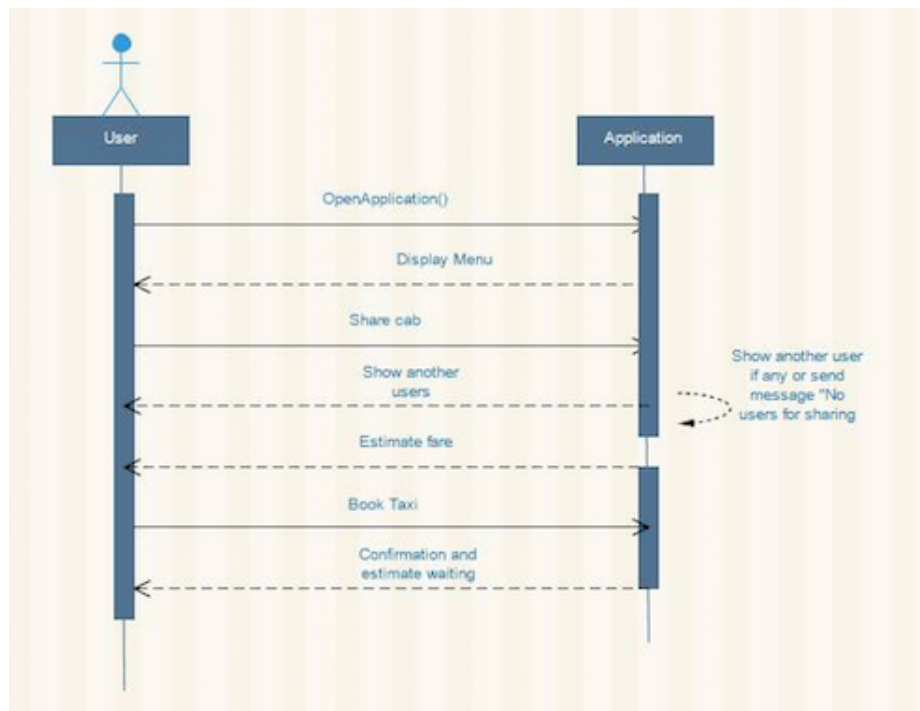 User
Application
OpenApplication()
Display Menu
Share cab
Show another
users
Show another user
if any or send
message "No
users for sharing
Estimate fare
Book Taxi
Confirmation and
estimate waiting